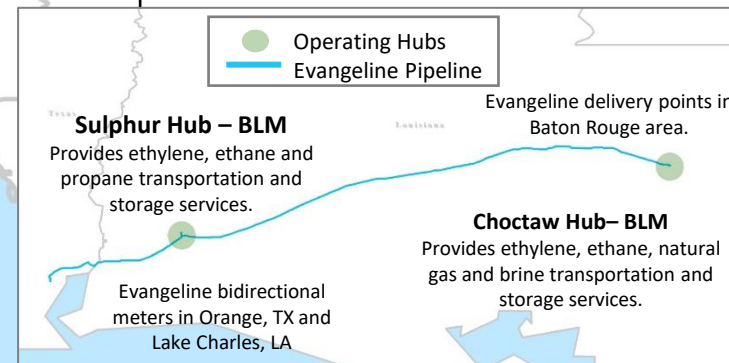 Operating Hubs
Evangeline Pipeline
Texas
Louisiana
Sulphur Hub – BLM
Provides ethylene, ethane and
propane transportation and
storage services.
Evangeline delivery points in
Baton Rouge area.
Choctaw Hub– BLM
Provides ethylene, ethane, natural
gas and brine transportation and
storage services.
Evangeline bidirectional
meters in Orange, TX and
Lake Charles, LA